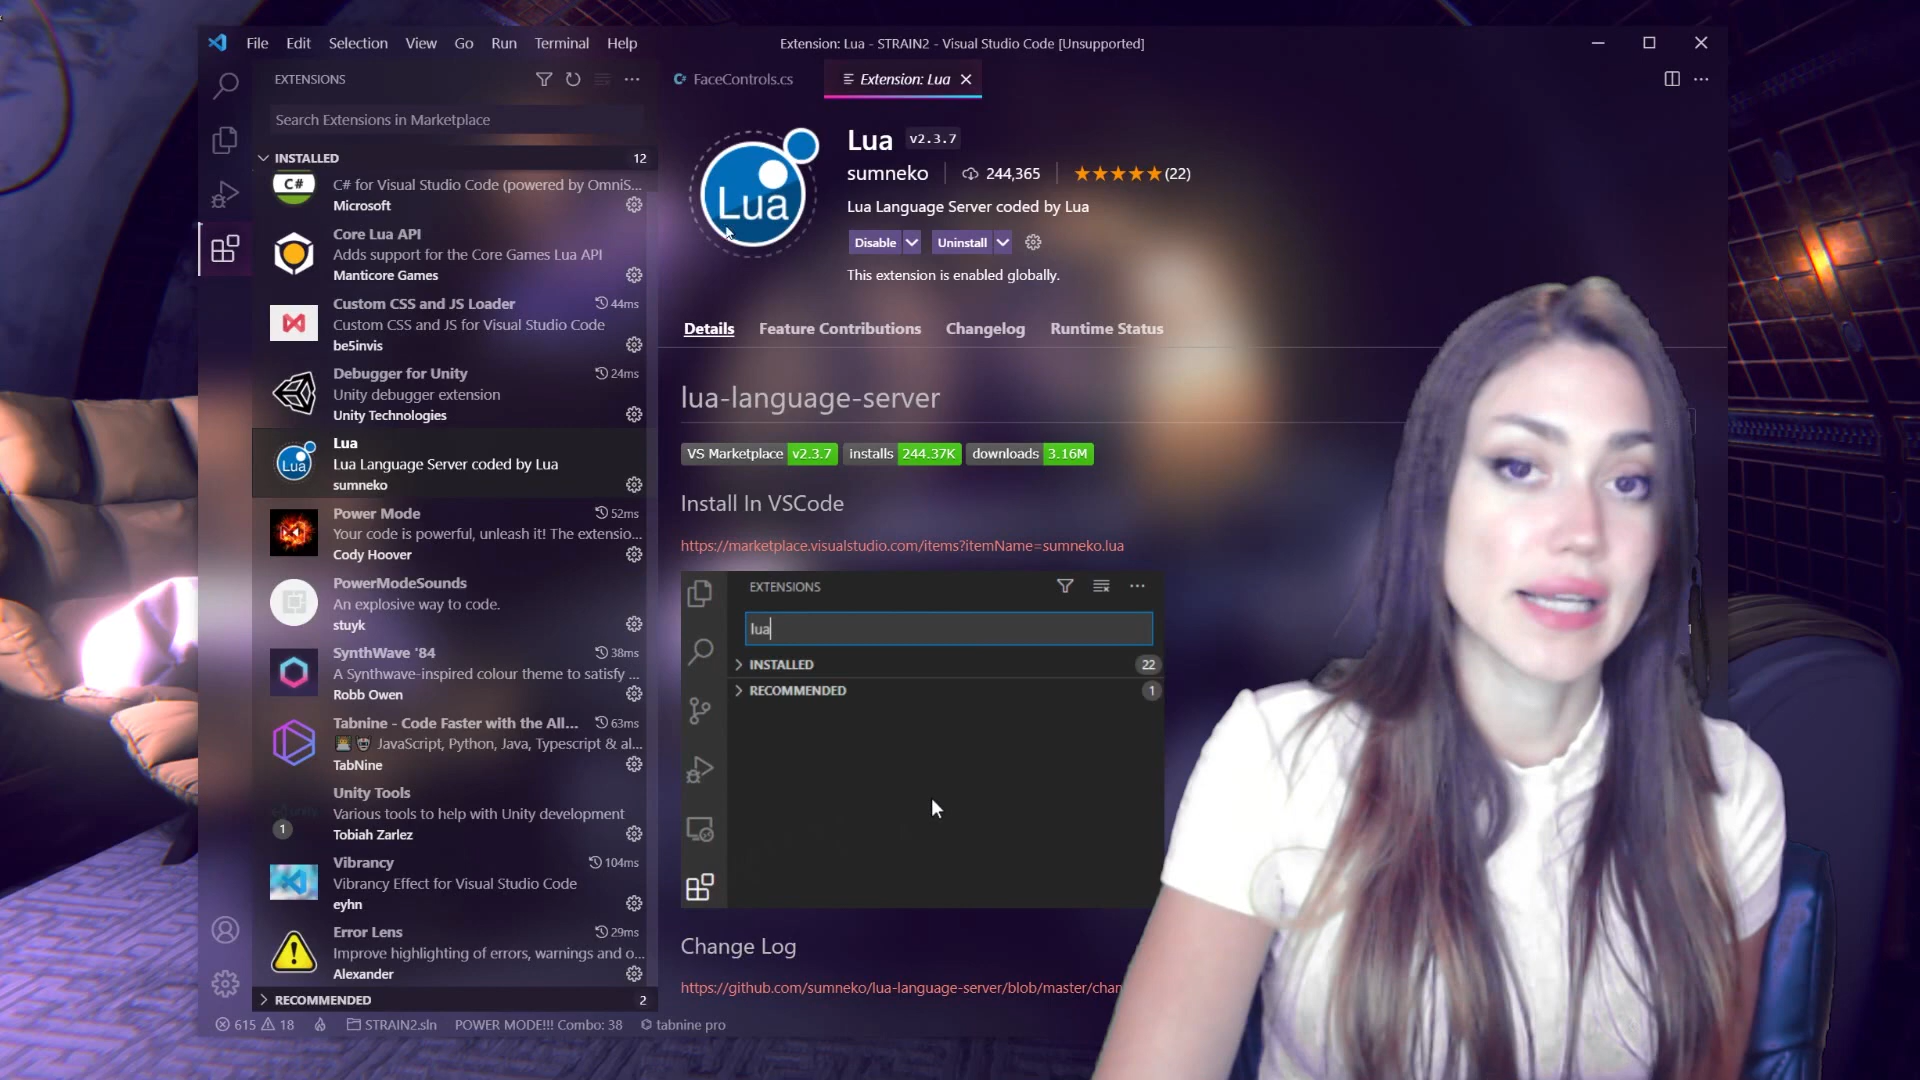 File Edit Selection View Go Run Terminal Help
Extension: Lua - STRAIN2 - Visual Studio Code [Unsupported]
EXTENSIONS
Search Extensions in Marketplace
INSTALLED 12
C#
C# for Visual Studio Code (powered by OmniS...
Microsoft
Core Lua API
Adds support for the Core Games Lua API
Manticore Games
Custom CSS and JS Loader 44ms
Custom CSS and JS for Visual Studio Code
be5invis
Debugger for Unity 24ms
Unity debugger extension
Unity Technologies
Lua
Lua
Lua Language Server coded by Lua
sumneko
Power Mode 52ms
Your code is powerful, unleash it! The extensio...
Cody Hoover
PowerModeSounds
An explosive way to code.
stuyk
SynthWave '84 38ms
A Synthwave-inspired colour theme to satisfy ...
Robb Owen
Tabnine - Code Faster with the All... 63ms
JavaScript, Python, Java, Typescript & al...
TabNine
Unity Tools
Various tools to help with Unity development
1
Tobiah Zarlez
Vibrancy 104ms
Vibrancy Effect for Visual Studio Code
eyhn
Error Lens 29ms
Improve highlighting of errors, warnings and o...
Alexander
RECOMMENDED 2
FaceControls.cs
Extension: Lua
Lua
Lua v2.3.7
sumneko 244,365 (22)
Lua Language Server coded by Lua
Disable Uninstall
This extension is enabled globally.
Details Feature Contributions Changelog Runtime Status
lua-language-server
VS Marketplace v2.3.7 installs 244.37K downloads 3.16M
Install In VSCode
https://marketplace.visualstudio.com/items?itemName=sumneko.lua
EXTENSIONS
lua
INSTALLED 22
RECOMMENDED 1
Change Log
https://github.com/sumneko/lua-language-server/blob/master/chan
615 18 STRAIN2.sln POWER MODE!!! Combo: 38 tabnine pro